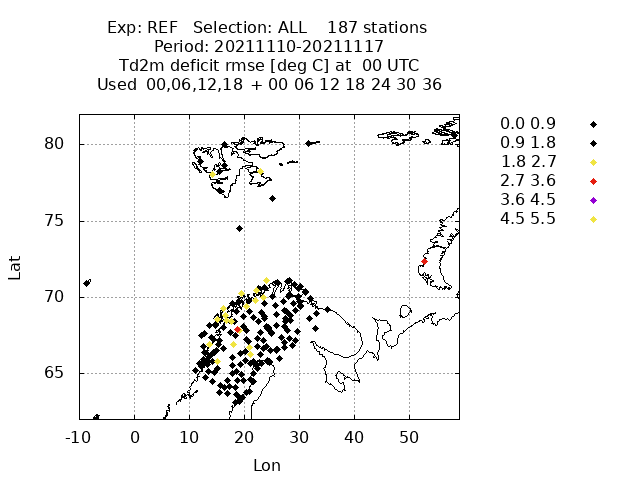 Exp: REF   Selection: ALL    187 stations
Period: 20211110-20211117
Td2m deficit rmse [deg C] at  00 UTC
Used  00,06,12,18  + 00 06 12 18 24 30 36
0.0 0.9
0.9 1.8
1.8 2.7
2.7 3.6
3.6 4.5
4.5 5.5
80
75
70
65
Lat
-10 0 10 20 30 40 50
Lon